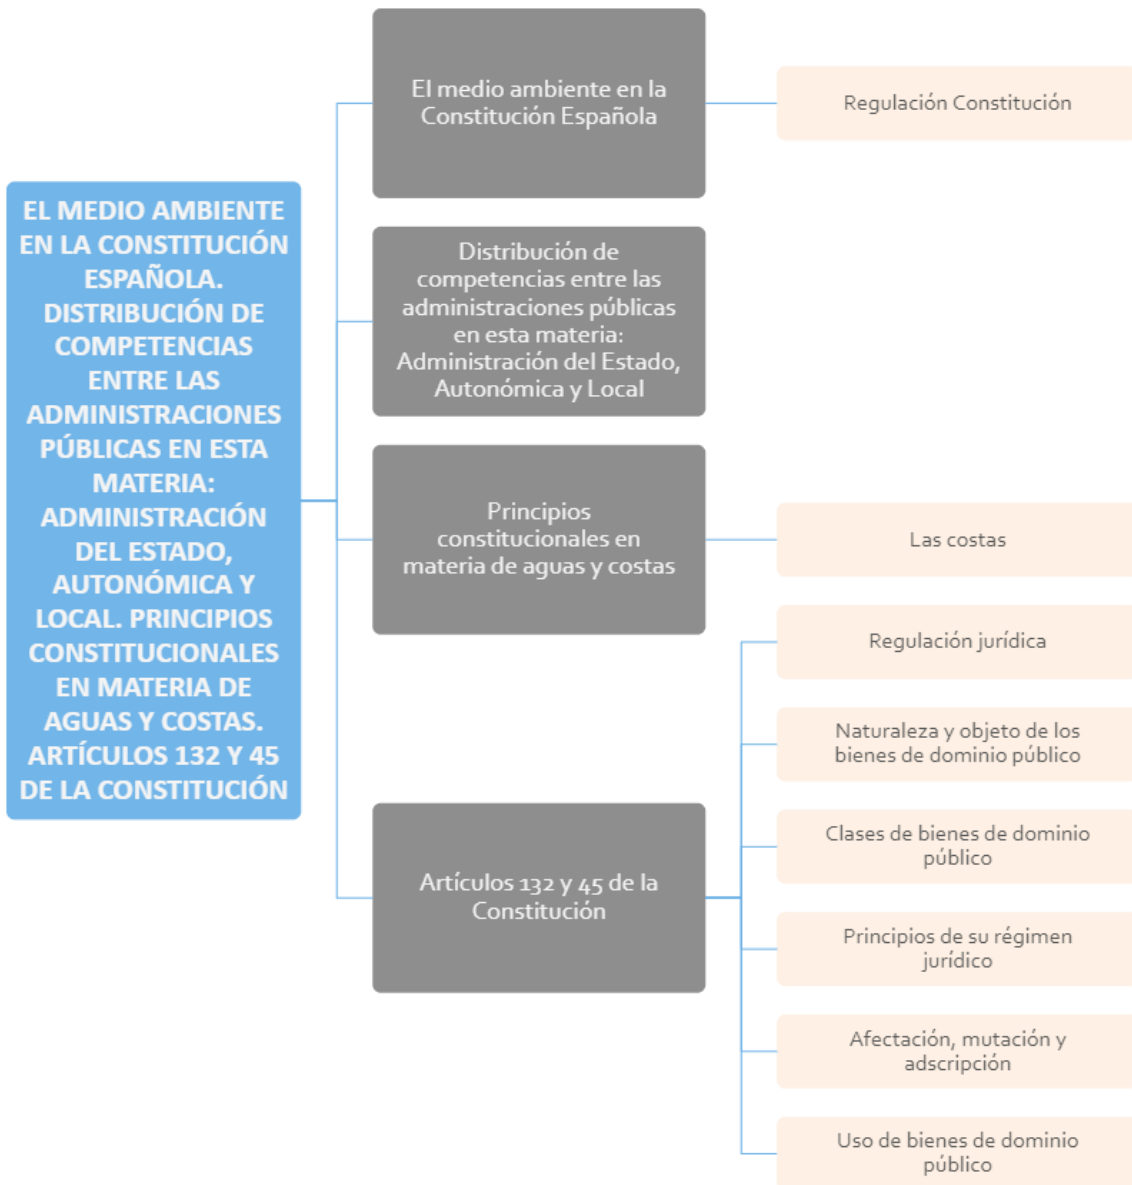 EL MEDIO AMBIENTE
EN LA CONSTITUCIÓN
ESPAÑOLA.
DISTRIBUCIÓN DE
COMPETENCIAS
ENTRE LAS
ADMINISTRACIONES
PÚBLICAS EN ESTA
MATERIA:
ADMINISTRACIÓN
DEL ESTADO,
AUTONÓMICA Y
LOCAL. PRINCIPIOS
CONSTITUCIONALES
EN MATERIA DE
AGUAS Y COSTAS.
ARTÍCULOS 132 Y 45
DE LA CONSTITUCIÓN
El medio ambiente en la
Constitución Española
Regulación Constitución
Distribución de
competencias entre las
administraciones públicas
en esta materia:
Administración del Estado,
Autonómica y Local
Principios
constitucionales en
materia de aguas y costas
Las costas
Artículos 132 y 45 de la
Constitución
Regulación jurídica
Naturaleza y objeto de los
bienes de dominio público
Clases de bienes de dominio
público
Principios de su régimen
jurídico
Afectación, mutación y
adscripción
Uso de bienes de dominio
público